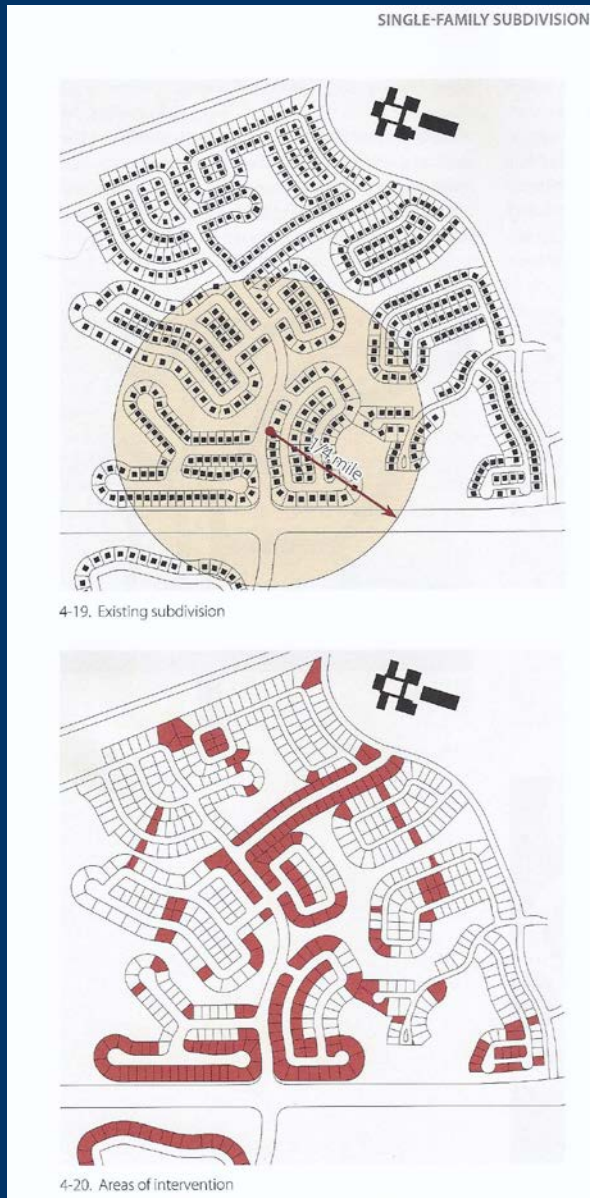 SINGLE-FAMILY SUBDIVISION
1/4 mile
4-19. Existing subdivision
4-20. Areas of intervention